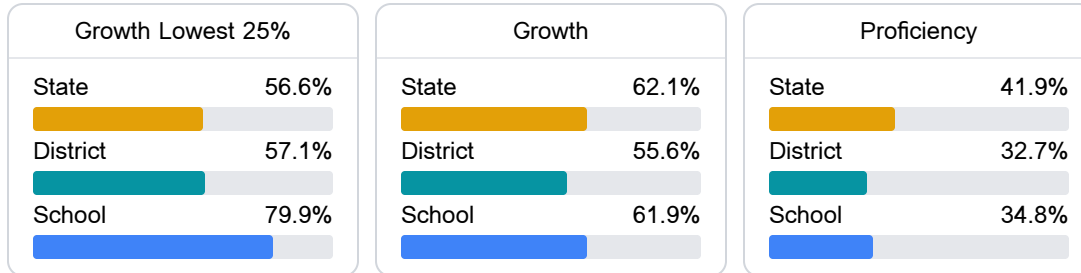 Growth Lowest 25%
State 56.6%
District 57.1%
School 79.9%
Growth
State 62.1%
District 55.6%
School 61.9%
Proficiency
State 41.9%
District 32.7%
School 34.8%